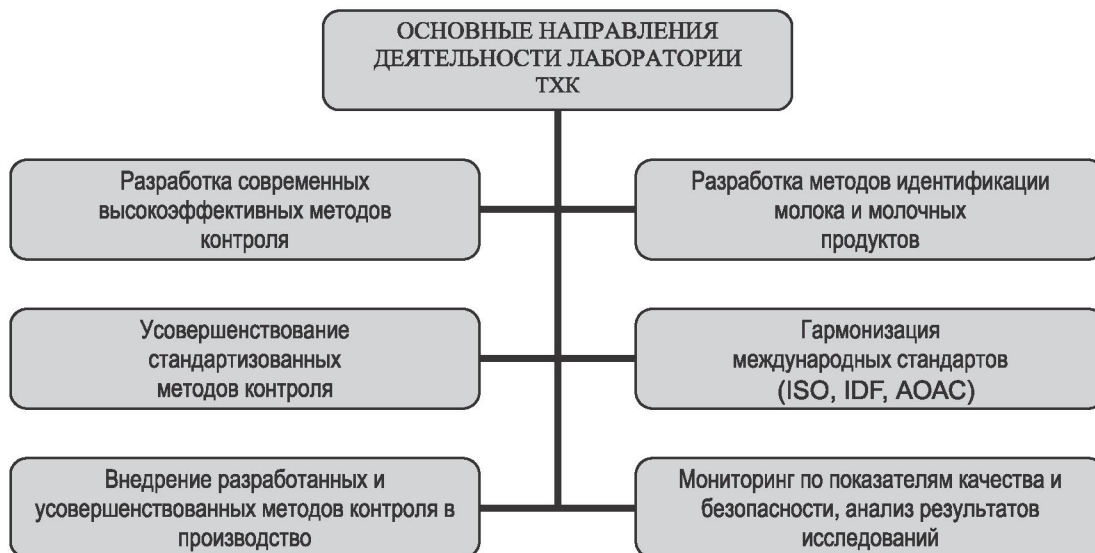 ОСНОВНЫЕ НАПРАВЛЕНИЯ
ДЕЯТЕЛЬНОСТИ ЛАБОРАТОРИИ
ТХК
Разработка современных
высокоэффективных методов
контроля
Разработка методов идентификации
молока и молочных
продуктов
Усовершенствование
стандартизованных
методов контроля
Гармонизация
международных стандартов
(ISO, IDF, AOAC)
Внедрение разработанных и
усовершенствованных методов контроля в
производство
Мониторинг по показателям качества и
безопасности, анализ результатов
исследований